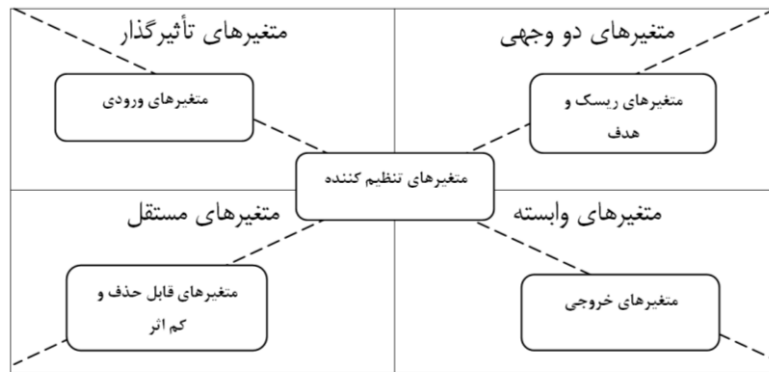 متغیرهای دو وجهی
متغیرهای تأثیرگذار
متغیرهای ریسک و
هدف
متغیرهای ورودی
متغیرهای تنظیم کننده
متغیرهای وابسته
متغیرهای مستقل
متغیرهای خروجی
متغیرهای قابل حذف و
کم اثر